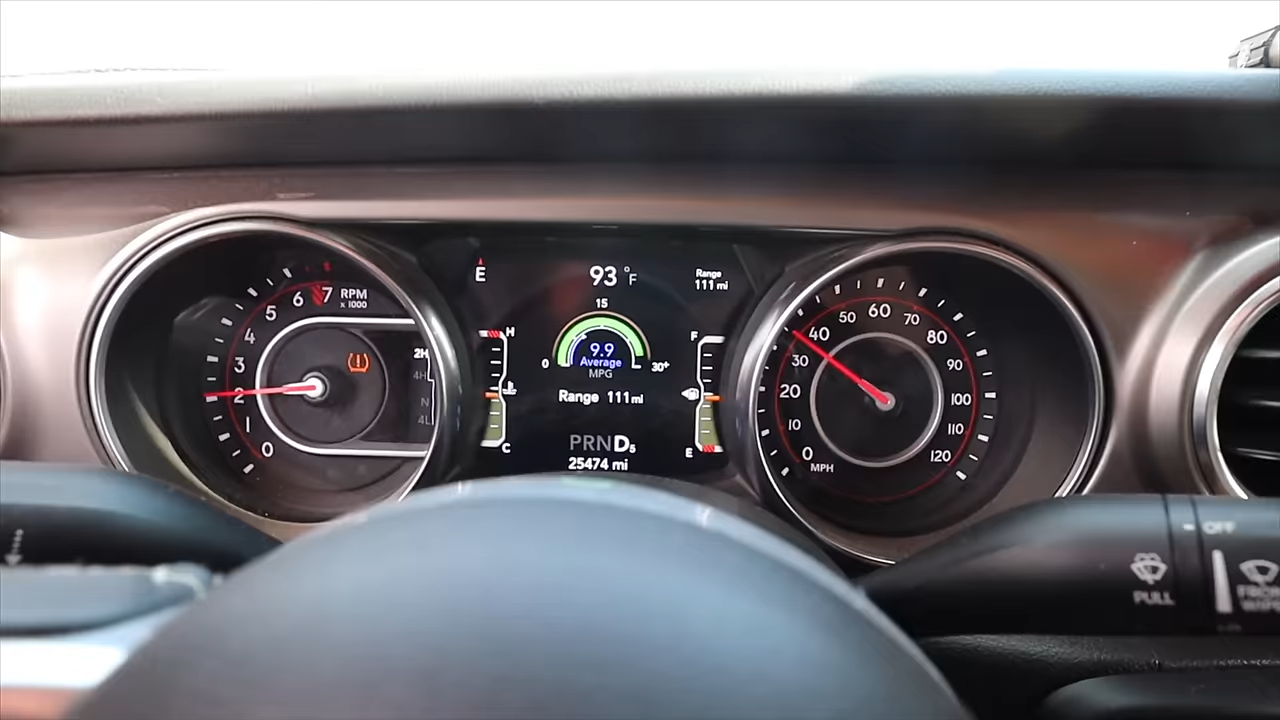 7
6
5
4
3
2
1
0
RPM
x 1000
2H
4H
N
4L
E
93 °F
Range
111 mi
15
0
30+
9.9
Average
MPG
H
C
F
E
Range 111 mi
PRND5
25474 mi
0
10
20
30
40
50
60
70
80
90
100
110
120
MPH
OFF
PULL